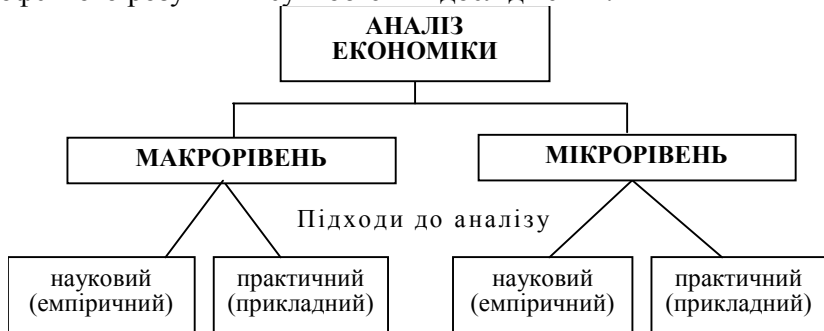 АНАЛІЗ
ЕКОНОМІКИ
МАКРОРІВЕНЬ
МІКРОРІВЕНЬ
Підходи до аналізу
науковий
(емпіричний)
практичний
(прикладний)
науковий
(емпіричний)
практичний
(прикладний)